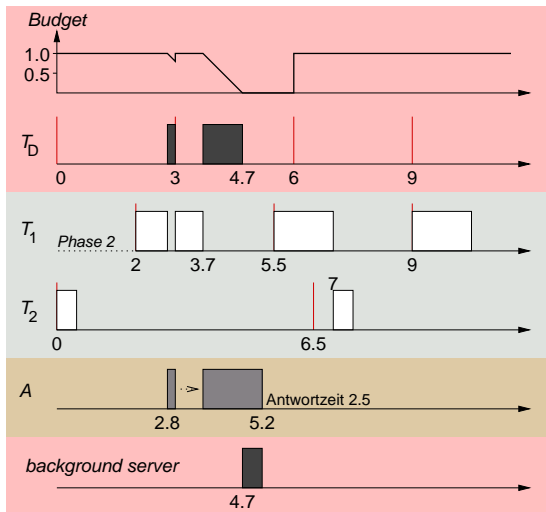 Budget
1.0
0.5
T_D
0 3 4.7 6 9
T_1
Phase 2
2 3.7 5.5 9
7
T_2
0 6.5
A
Antwortzeit 2.5
2.8 5.2
background server
4.7